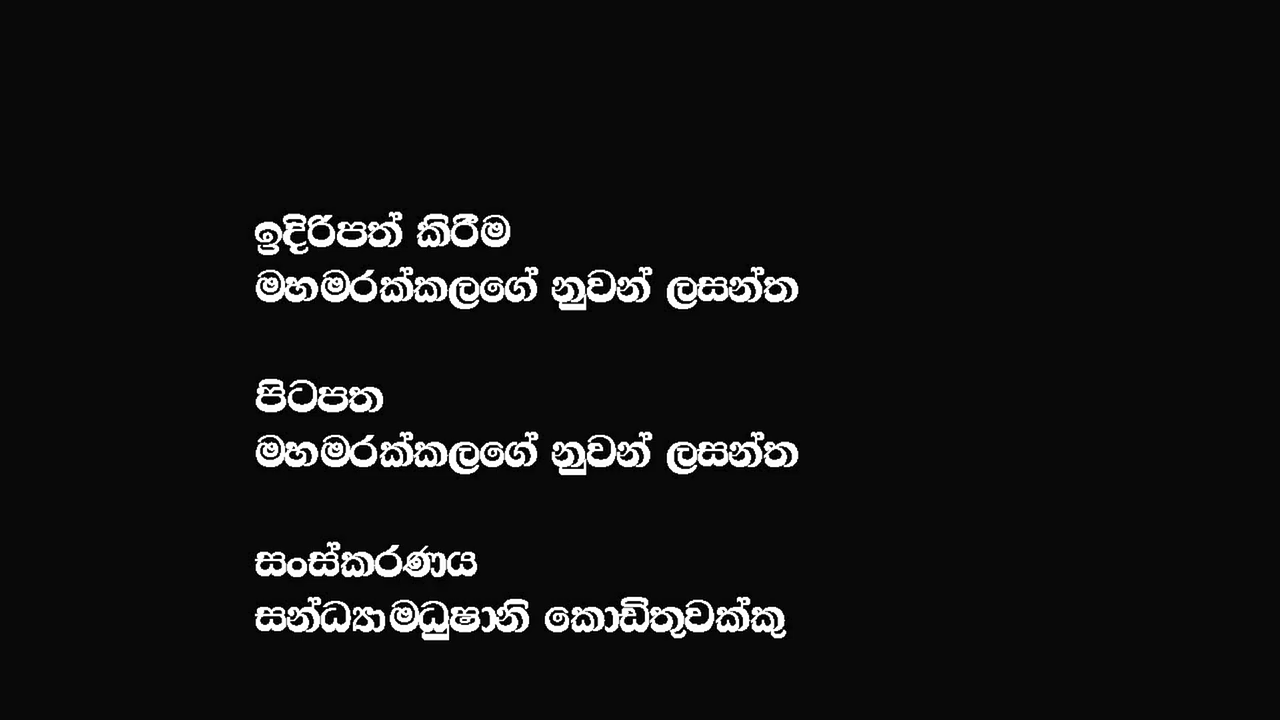 ඉදිරිපත් කිරීම
මහමරක්කලගේ නුවන් ලසන්ත
පිටපත
මහමරක්කලගේ නුවන් ලසන්ත
සංස්කරණය
සන්ධ්‍යාමධුෂානි කොඩිතුවක්කු